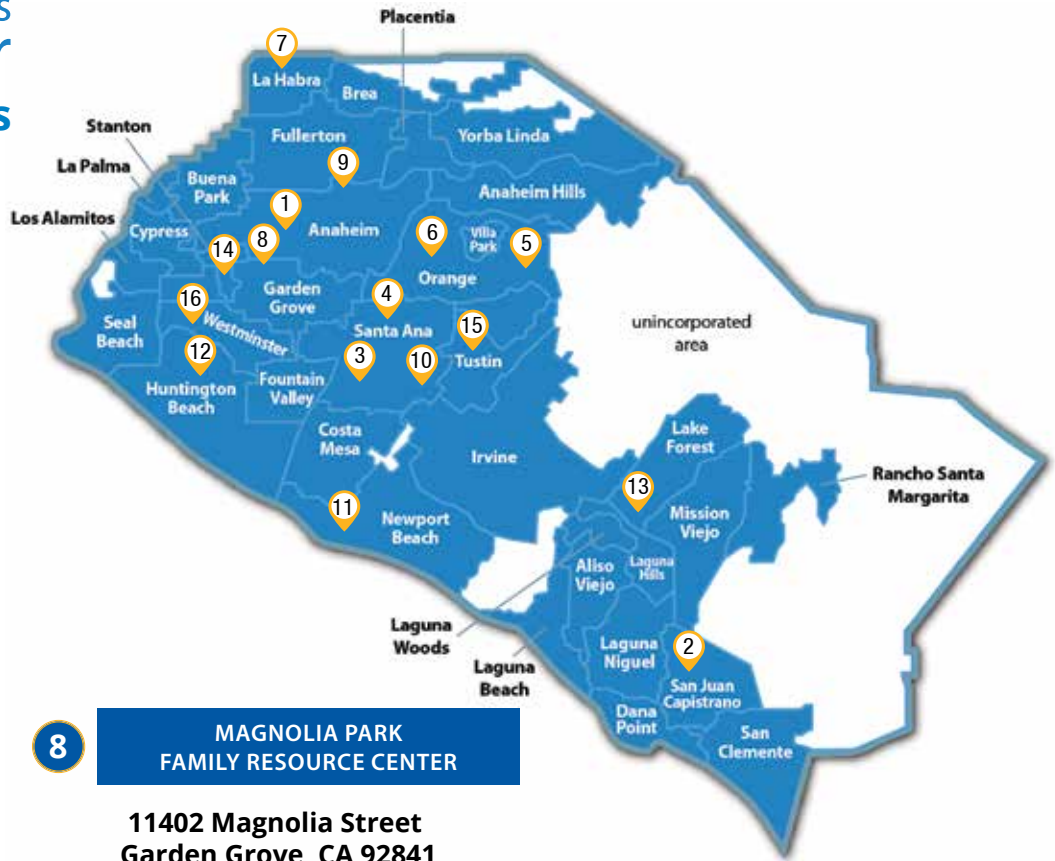 s
r
s
Placentia
7
La Habra
Brea
Stanton
Fullerton
Yorba Linda
La Palma
9
Buena
Park
Anaheim Hills
1
Los Alamitos
Cypress
Anaheim
6
Villa
Park
5
8
14
Orange
Garden
Grove
4
16
Westminster
Seal
Beach
Santa Ana
15
unincorporated
area
12
3
10
Tustin
Huntington
Beach
Fountain
Valley
Costa
Mesa
Irvine
Lake
Forest
Rancho Santa
Margarita
13
11
Newport
Beach
Mission
Viejo
Aliso
Viejo
Laguna
Hills
Laguna
Woods
Laguna
Niguel
2
Laguna
Beach
San Juan
Capistrano
Dana
Point
San
Clemente
8
MAGNOLIA PARK
FAMILY RESOURCE CENTER
11402 Magnolia Street
Garden Grove, CA 92841